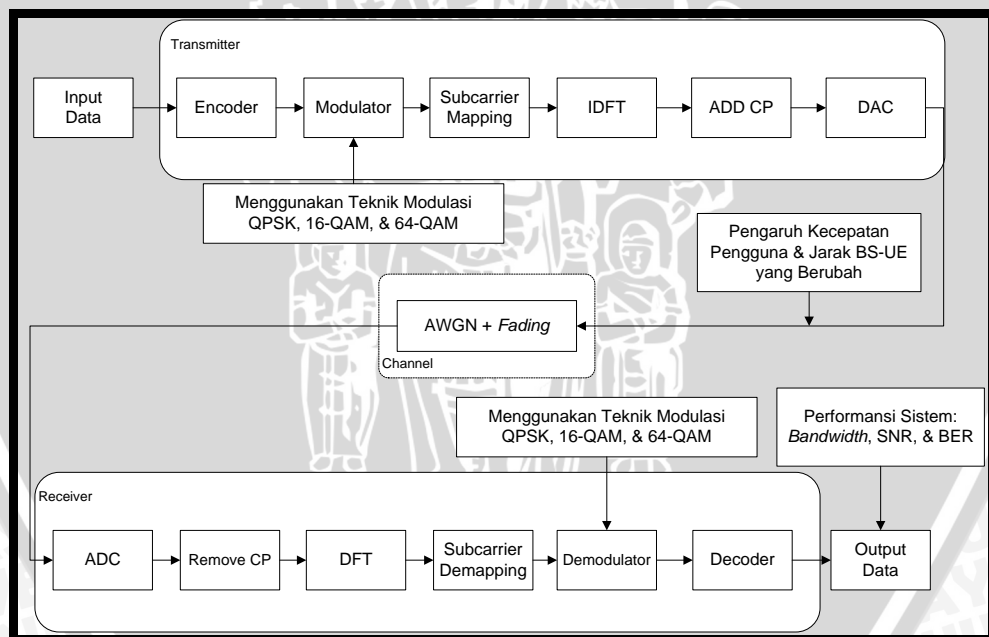 Transmitter
Input
Data
Encoder
Modulator
Subcarrier
Mapping
IDFT
ADD CP
DAC
Menggunakan Teknik Modulasi
QPSK, 16-QAM, & 64-QAM
Pengaruh Kecepatan
Pengguna & Jarak BS-UE
yang Berubah
AWGN + Fading
Channel
Menggunakan Teknik Modulasi
QPSK, 16-QAM, & 64-QAM
Performansi Sistem:
Bandwidth, SNR, & BER
Receiver
ADC
Remove CP
DFT
Subcarrier
Demapping
Demodulator
Decoder
Output
Data